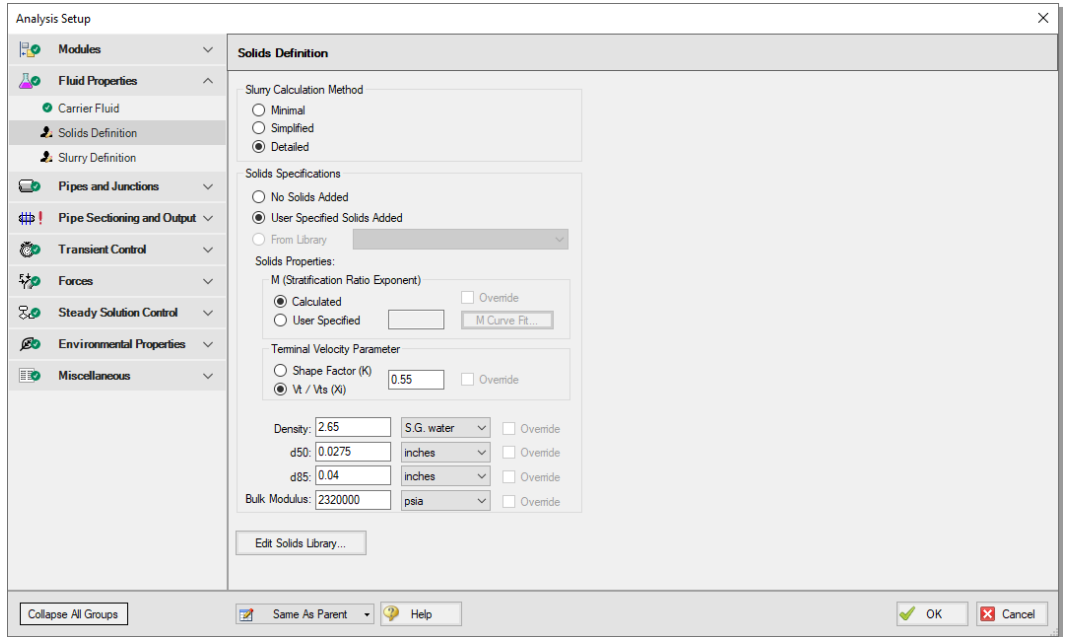 Analysis Setup
Modules
Fluid Properties
Carrier Fluid
Solids Definition
Slurry Definition
Pipes and Junctions
Pipe Sectioning and Output
Transient Control
Forces
Steady Solution Control
Environmental Properties
Miscellaneous
Solids Definition
Slurry Calculation Method
Minimal
Simplified
Detailed
Solids Specifications
No Solids Added
User Specified Solids Added
From Library
Solids Properties:
M (Stratification Ratio Exponent)
Calculated
Override
User Specified
M Curve Fit...
Terminal Velocity Parameter
Shape Factor (K)
0.55
Override
Vt / Vts (Xi)
Density: 2.65 S.G. water Override
d50: 0.0275 inches Override
d85: 0.04 inches Override
Bulk Modulus: 2320000 psia Override
Edit Solids Library...
Collapse All Groups
Same As Parent
Help
OK
Cancel